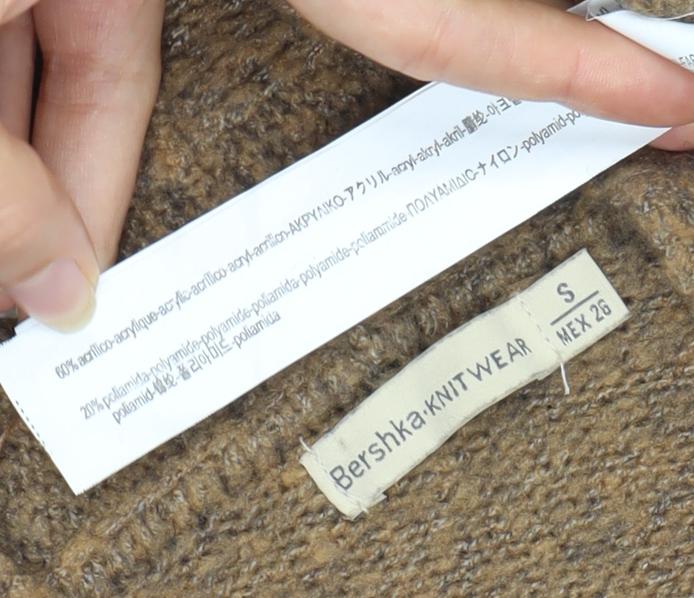 60% acrílico-acrylique-acrylic-acrilico-acryl-acrílico-ΑΚΡΥΛΙΚΟ-アクリル-acryl-akryl-akril-腈纶-아크
20% poliamida-polyamide-polyamide-poliamida-polyamide-poliammide ΠΟΛΥΑΜΙΔΙΟ-ナイロン-polyamid-po
poliamid-锦纶-폴리아미드-poliamida
Bershka·KNITWEAR
S
MEX 26